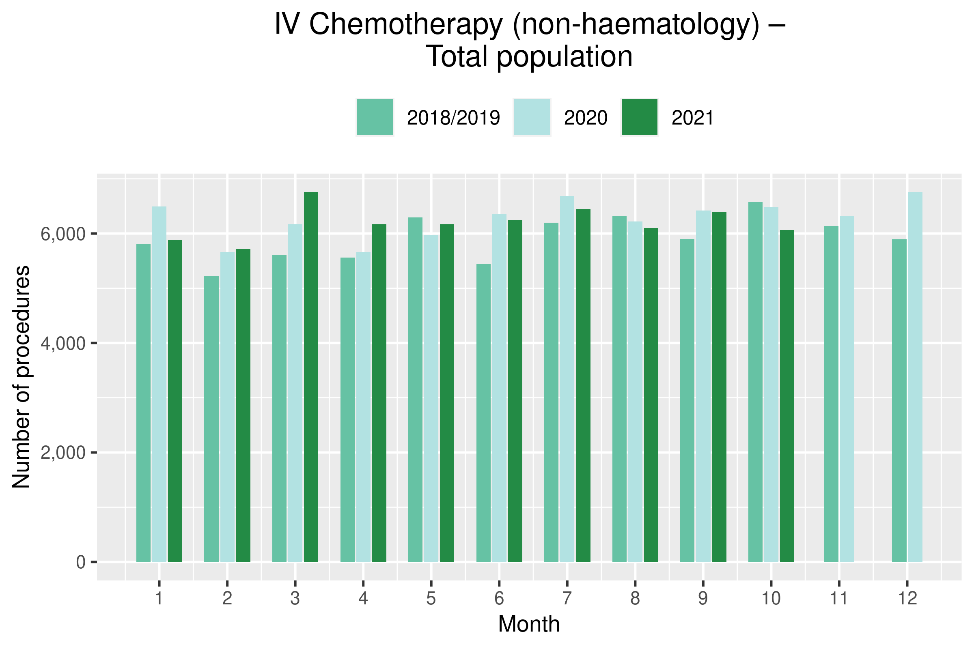 IV Chemotherapy (non-haematology) –
Total population
2018/2019 2020 2021
6,000
4,000
2,000
0
Number of procedures
1 2 3 4 5 6 7 8 9 10 11 12
Month